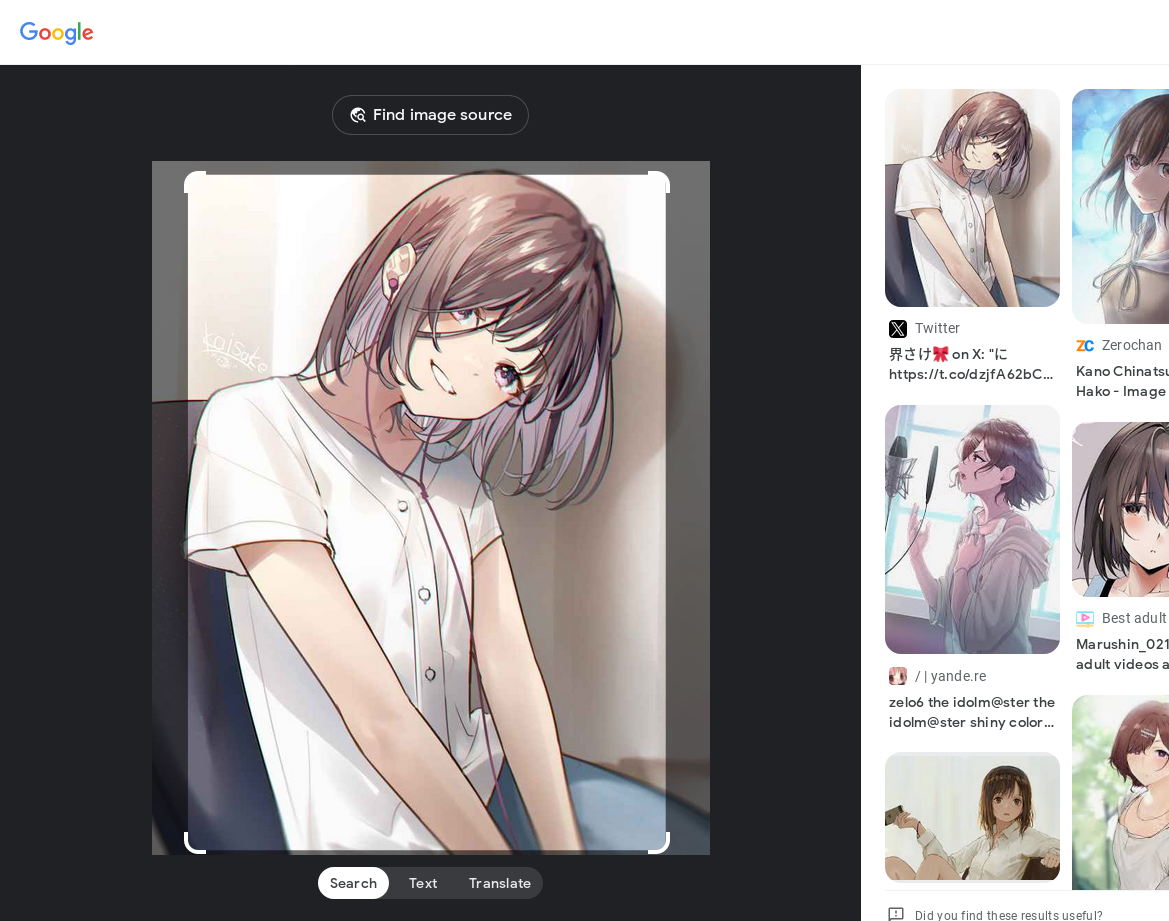 Google
Find image source
kaisake
Search
Text
Translate
Twitter
界さけ🎀 on X: "に
https://t.co/dzjfA62bC...
/ | yande.re
zelo6 the idolm@ster the
idolm@ster shiny color...
ZC Zerochan
Kano Chinatsu
Hako - Image
Best adult
Marushin_021
adult videos a
Did you find these results useful?